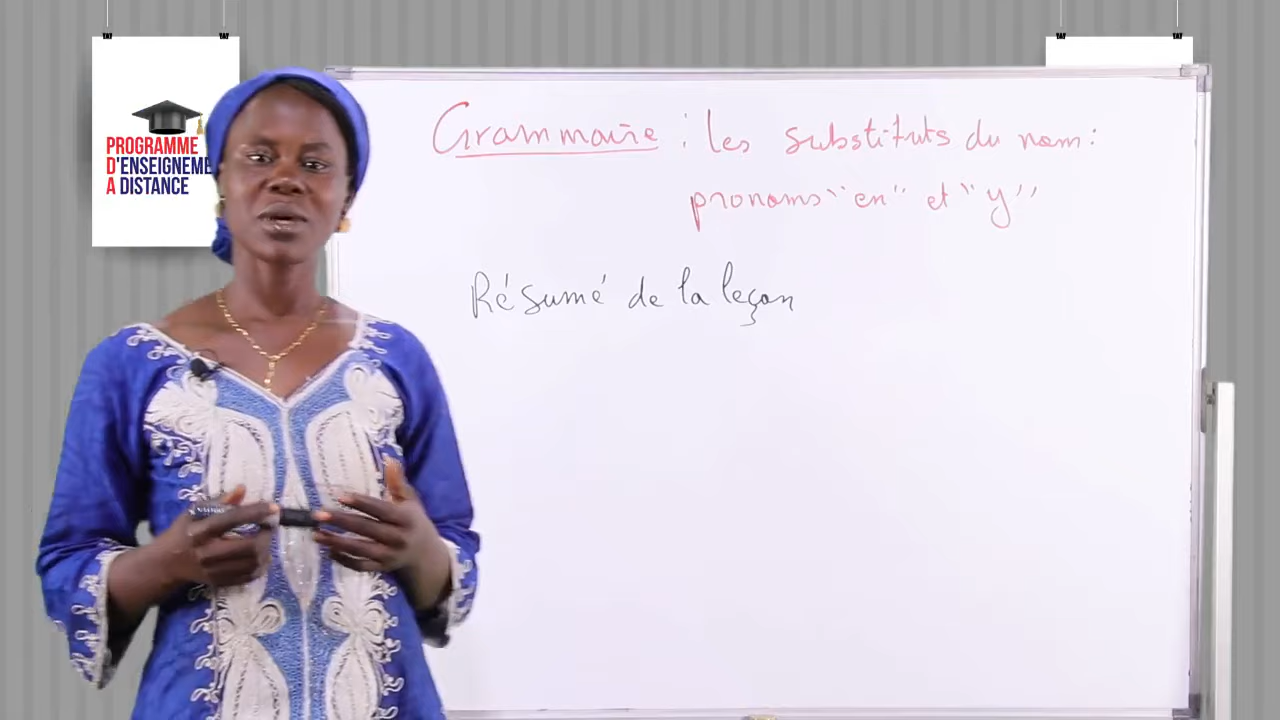 PROGRAMME
D'ENSEIGNEME
A DISTANCE
Grammaire : les substituts du nom :
pronoms "en" et "y"
Résumé de la leçon